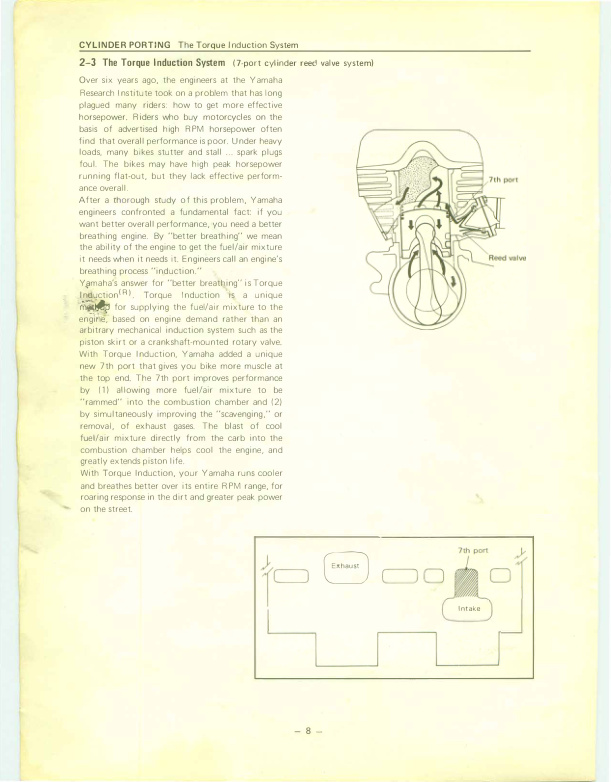 CYLINDER PORTING The Torque Induction System
2-3 The Torque Induction System (7-port cylinder reed valve system)
Over six years ago, the engineers at the Yamaha
Research Institute took on a problem that has long
plagued many riders: how to get more effective
horsepower. Riders who buy motorcycles on the
basis of advertised high RPM horsepower often
find that overall performance is poor. Under heavy
loads, many bikes stutter and stall ... spark plugs
foul. The bikes may have high peak horsepower
running flat-out, but they lack effective perform-
ance overall.
After a thorough study of this problem, Yamaha
engineers confronted a fundamental fact: if you
want better overall performance, you need a better
breathing engine. By "better breathing" we mean
the ability of the engine to get the fuel/air mixture
it needs when it needs it. Engineers call an engine's
breathing process "induction."
Yamaha's answer for "better breathing" is Torque
Induction(R). Torque Induction is a unique
for supplying the fuel/air mixture to the
engine, based on engine demand rather than an
arbitrary mechanical induction system such as the
piston skirt or a crankshaft-mounted rotary valve.
With Torque Induction, Yamaha added a unique
new 7th port that gives you bike more muscle at
the top end. The 7th port improves performance
by (1) allowing more fuel/air mixture to be
"rammed" into the combustion chamber and (2)
by simultaneously improving the "scavenging," or
removal, of exhaust gases. The blast of cool
fuel/air mixture directly from the carb into the
combustion chamber helps cool the engine, and
greatly extends piston life.
With Torque Induction, your Yamaha runs cooler
and breathes better over its entire RPM range, for
roaring response in the dirt and greater peak power
on the street.
7th port
Reed valve
7th port
Exhaust
Intake
- 8 -